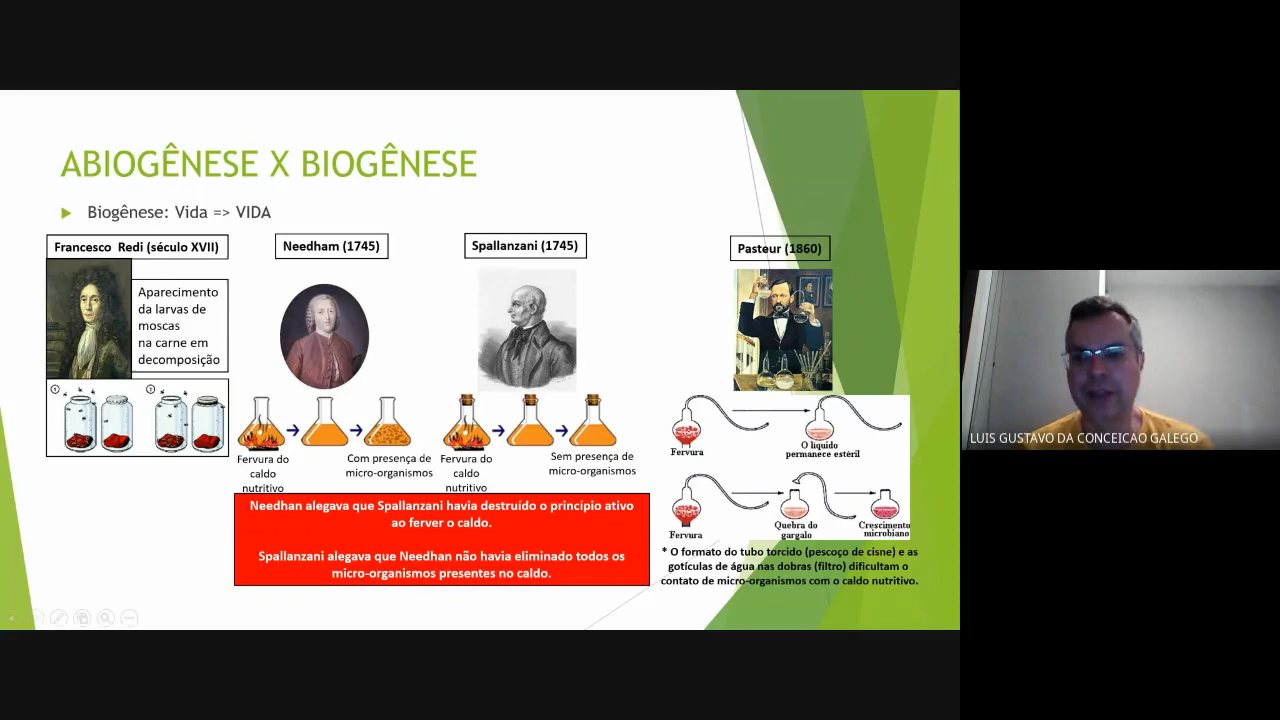 ABIOGÊNESE X BIOGÊNESE
Biogênese: Vida => VIDA
Francesco Redi (século XVII)
Aparecimento
da larvas de
moscas
na carne em
decomposição
1
2
Needham (1745)
Fervura do
caldo
nutritivo
Com presença de
micro-organismos
Spallanzani (1745)
Fervura do
caldo
nutritivo
Sem presença de
micro-organismos
Needhan alegava que Spallanzani havia destruído o princípio ativo
ao ferver o caldo.
Spallanzani alegava que Needhan não havia eliminado todos os
micro-organismos presentes no caldo.
Pasteur (1860)
Fervura
O líquido
permanece estéril
Fervura
Quebra do
gargalo
Crescimento
microbiano
* O formato do tubo torcido (pescoço de cisne) e as
gotículas de água nas dobras (filtro) dificultam o
contato de micro-organismos com o caldo nutritivo.
LUIS GUSTAVO DA CONCEICAO GALEGO